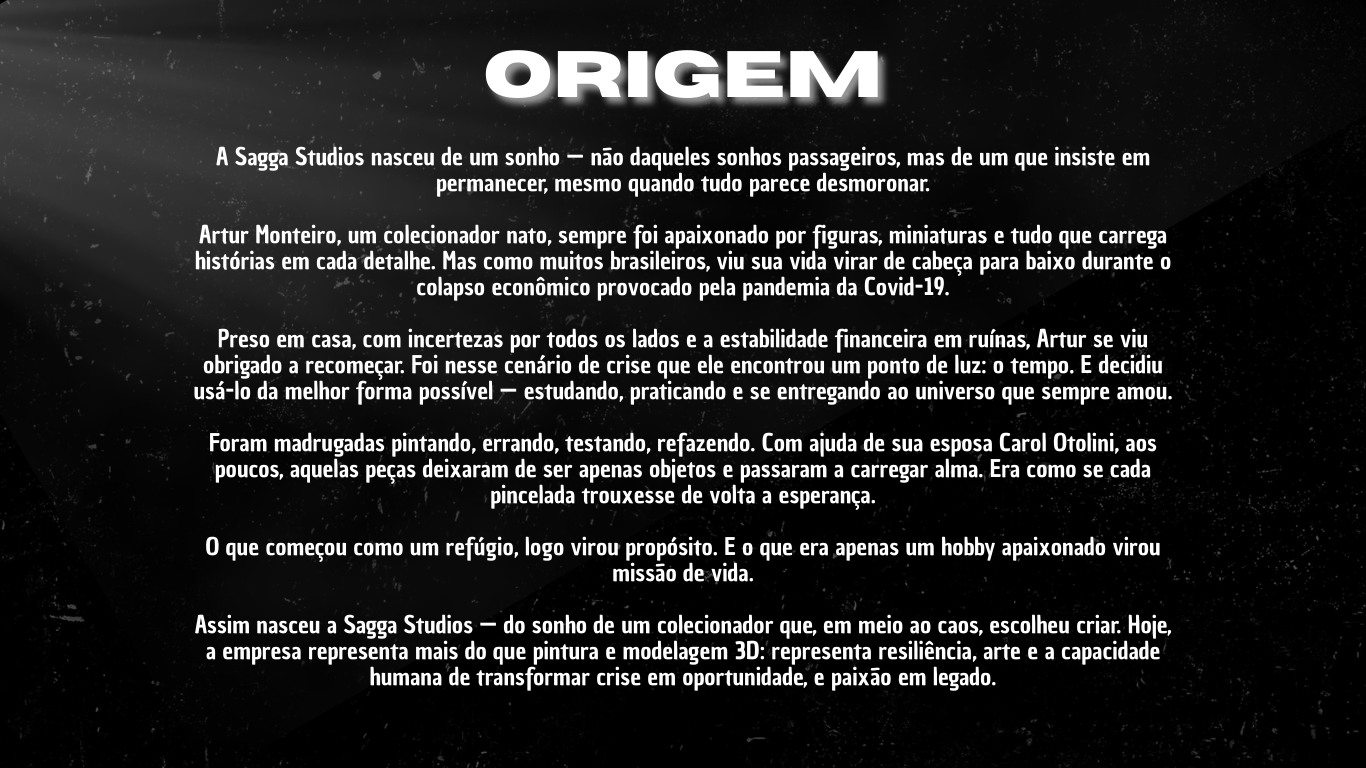 ORIGEM
A Sagga Studios nasceu de um sonho — não daqueles sonhos passageiros, mas de um que insiste em
permanecer, mesmo quando tudo parece desmoronar.
Artur Monteiro, um colecionador nato, sempre foi apaixonado por figuras, miniaturas e tudo que carrega
histórias em cada detalhe. Mas como muitos brasileiros, viu sua vida virar de cabeça para baixo durante o
colapso econômico provocado pela pandemia da Covid-19.
Preso em casa, com incertezas por todos os lados e a estabilidade financeira em ruínas, Artur se viu
obrigado a recomeçar. Foi nesse cenário de crise que ele encontrou um ponto de luz: o tempo. E decidiu
usá-lo da melhor forma possível — estudando, praticando e se entregando ao universo que sempre amou.
Foram madrugadas pintando, errando, testando, refazendo. Com ajuda de sua esposa Carol Otolini, aos
poucos, aquelas peças deixaram de ser apenas objetos e passaram a carregar alma. Era como se cada
pincelada trouxesse de volta a esperança.
O que começou como um refúgio, logo virou propósito. E o que era apenas um hobby apaixonado virou
missão de vida.
Assim nasceu a Sagga Studios — do sonho de um colecionador que, em meio ao caos, escolheu criar. Hoje,
a empresa representa mais do que pintura e modelagem 3D: representa resiliência, arte e a capacidade
humana de transformar crise em oportunidade, e paixão em legado.